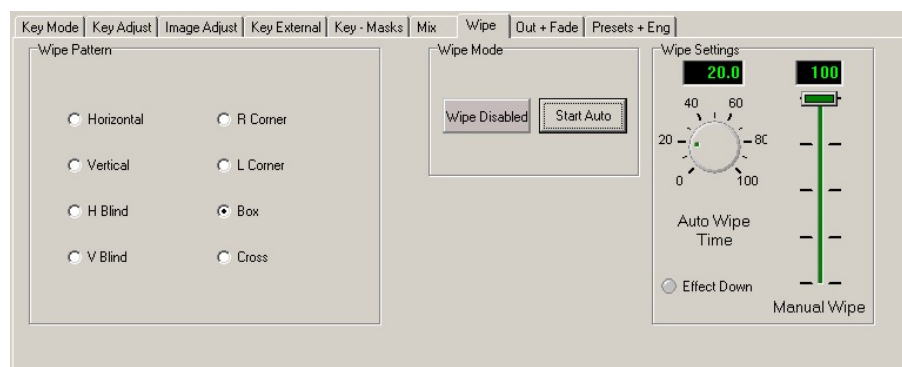 Key Mode Key Adjust Image Adjust Key External Key - Masks Mix Wipe Out + Fade Presets + Eng
Wipe Pattern
Horizontal R Corner
Vertical L Corner
H Blind Box
V Blind Cross
Wipe Mode
Wipe Disabled Start Auto
Wipe Settings
20.0 100
40 60
20 80
0 100
Auto Wipe
Time
Effect Down
Manual Wipe